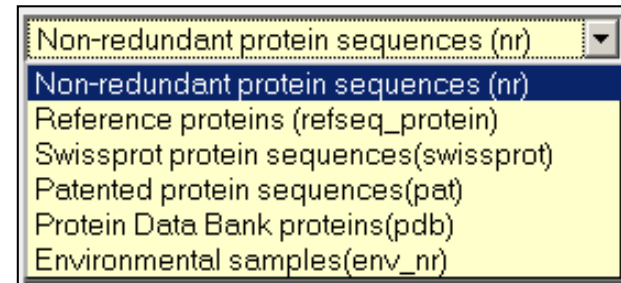 Non-redundant protein sequences (nr)
Non-redundant protein sequences (nr)
Reference proteins (refseq_protein)
Swissprot protein sequences(swissprot)
Patented protein sequences(pat)
Protein Data Bank proteins(pdb)
Environmental samples(env_nr)